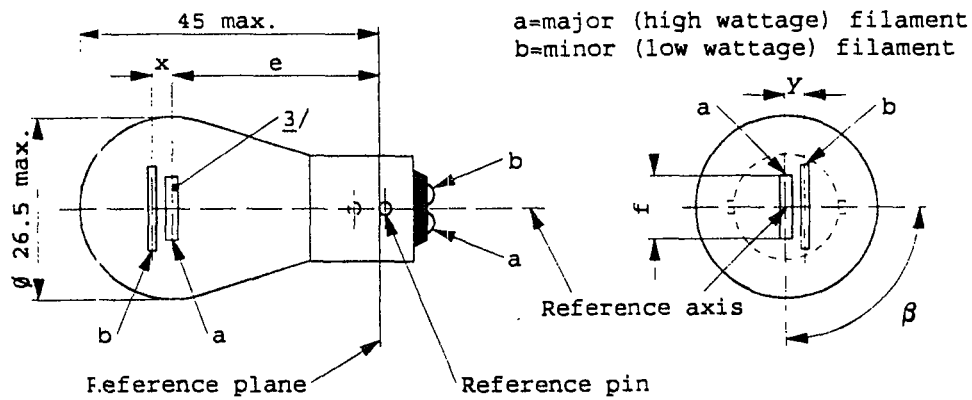 45 max.
a=major (high wattage) filament
b=minor (low wattage) filament
x
e
y
a
b
3/
Ø 26.5 max.
b
f
a
b
a
Reference axis
β
Reference plane
Reference pin